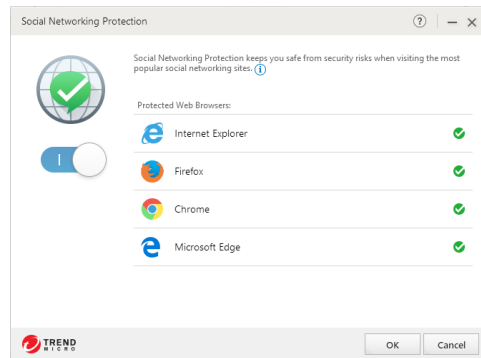 Social Networking Protection
?
Social Networking Protection keeps you safe from security risks when visiting the most
popular social networking sites. i
Protected Web Browsers:
Internet Explorer
Firefox
Chrome
Microsoft Edge
TREND
MICRO
OK
Cancel